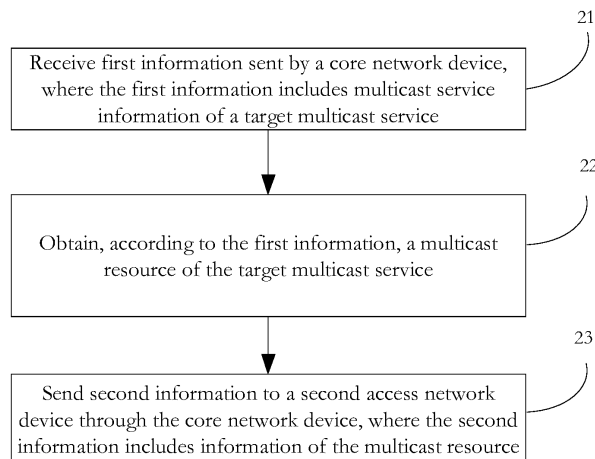 21
Receive first information sent by a core network device,
where the first information includes multicast service
information of a target multicast service
22
Obtain, according to the first information, a multicast
resource of the target multicast service
23
Send second information to a second access network
device through the core network device, where the second
information includes information of the multicast resource